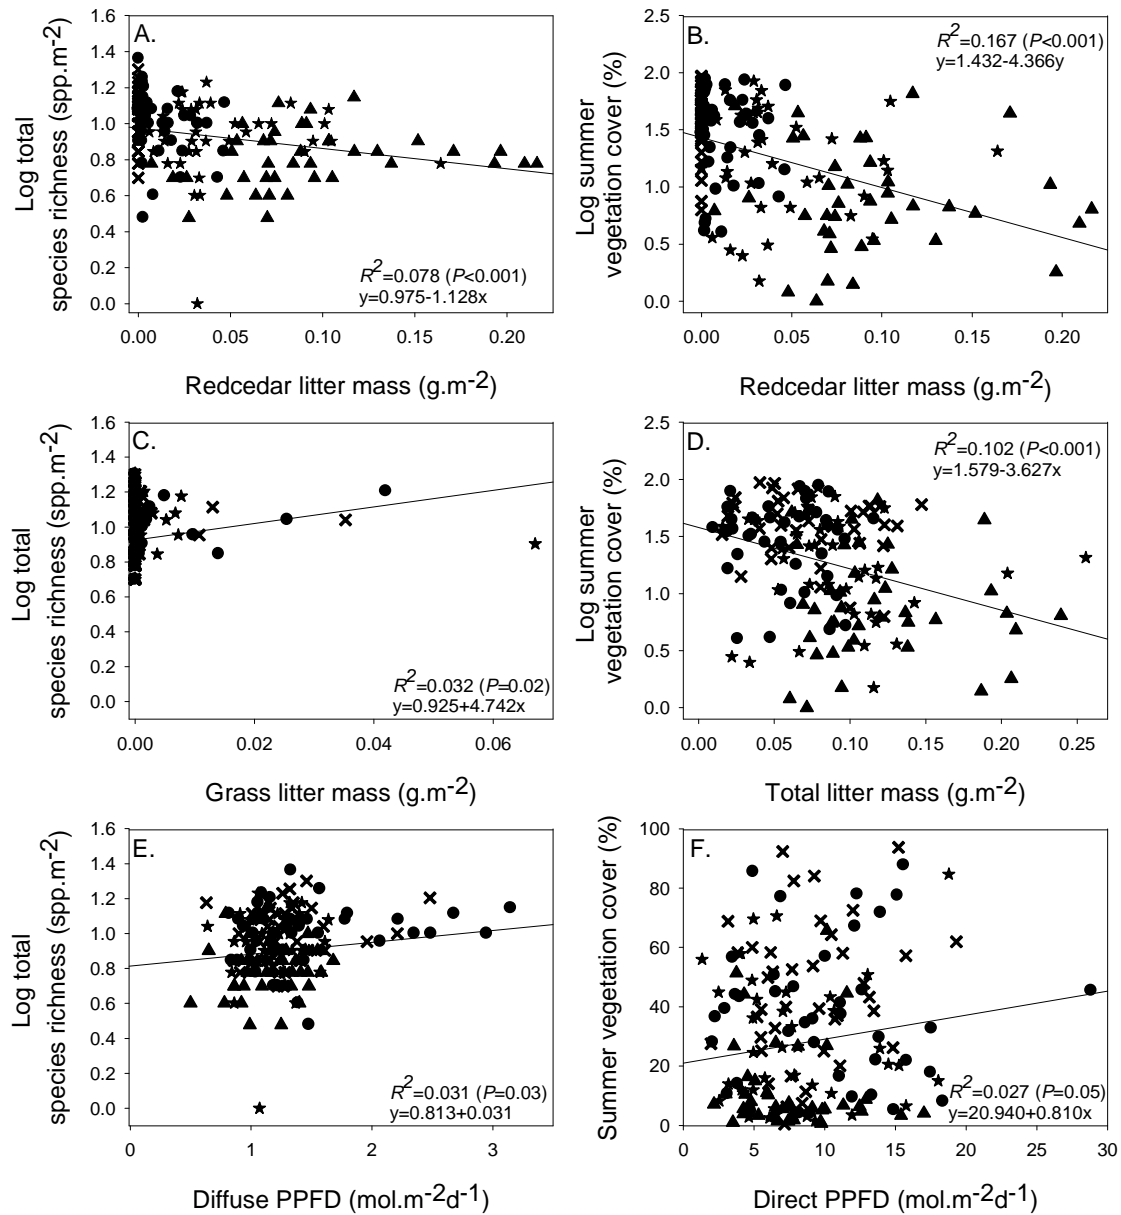 A.
Log total
species richness (spp.m-2)
1.6
1.4
1.2
1.0
0.8
0.6
0.4
0.2
0.0
R2=0.078 (P<0.001)
y=0.975-1.128x
0.00 0.05 0.10 0.15 0.20
Redcedar litter mass (g.m-2)
B.
Log summer
vegetation cover (%)
2.5
2.0
1.5
1.0
0.5
0.0
R2=0.167 (P<0.001)
y=1.432-4.366y
0.00 0.05 0.10 0.15 0.20
Redcedar litter mass (g.m-2)
C.
Log total
species richness (spp.m-2)
1.6
1.4
1.2
1.0
0.8
0.6
0.4
0.2
0.0
R2=0.032 (P=0.02)
y=0.925+4.742x
0.00 0.02 0.04 0.06
Grass litter mass (g.m-2)
D.
Log summer
vegetation cover (%)
2.5
2.0
1.5
1.0
0.5
0.0
R2=0.102 (P<0.001)
y=1.579-3.627x
0.00 0.05 0.10 0.15 0.20 0.25
Total litter mass (g.m-2)
E.
Log total
species richness (spp.m-2)
1.6
1.4
1.2
1.0
0.8
0.6
0.4
0.2
0.0
R2=0.031 (P=0.03)
y=0.813+0.031
0 1 2 3
Diffuse PPFD (mol.m-2d-1)
F.
Summer vegetation cover (%)
100
80
60
40
20
0
R2=0.027 (P=0.05)
y=20.940+0.810x
0 5 10 15 20 25 30
Direct PPFD (mol.m-2d-1)